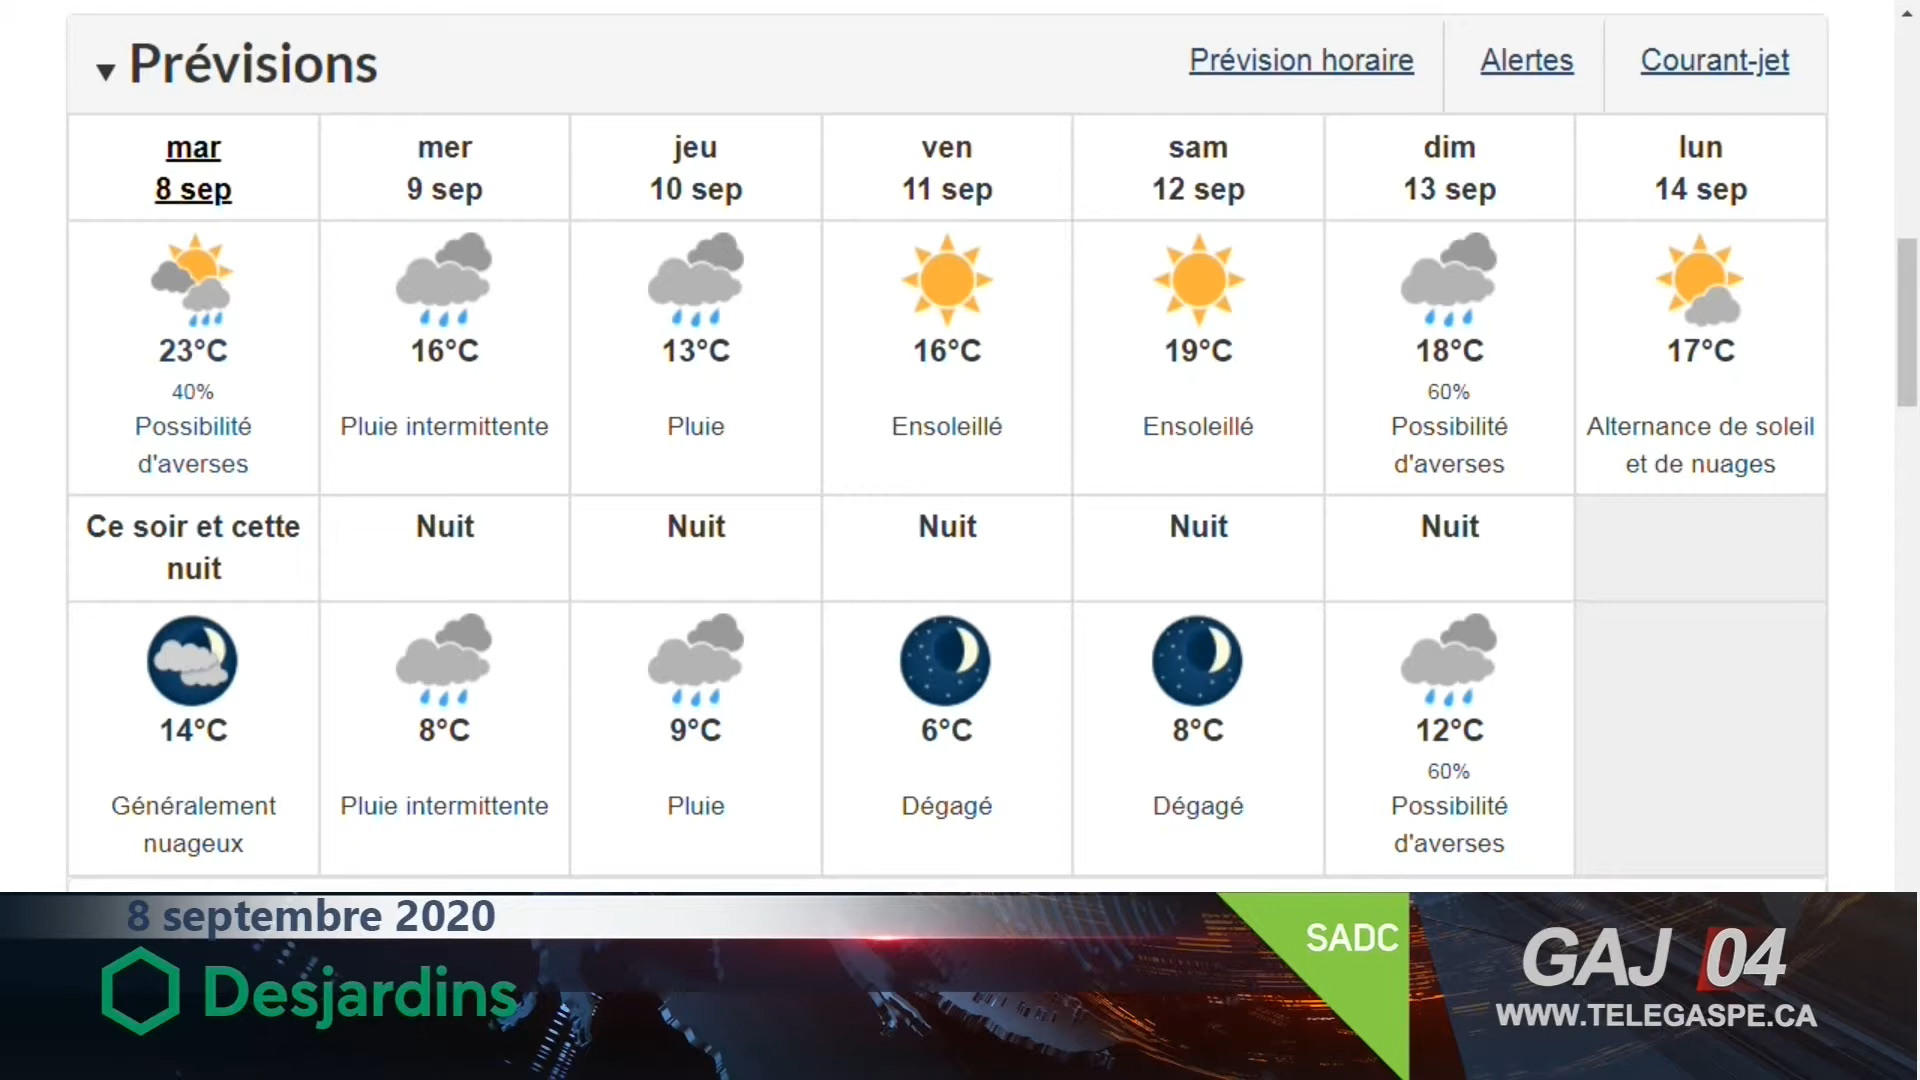 Prévisions
Prévision horaire
Alertes
Courant-jet
mar
8 sep
mer
9 sep
jeu
10 sep
ven
11 sep
sam
12 sep
dim
13 sep
lun
14 sep
23°C
40%
Possibilité
d'averses
16°C
Pluie intermittente
13°C
Pluie
16°C
Ensoleillé
19°C
Ensoleillé
18°C
60%
Possibilité
d'averses
17°C
Alternance de soleil
et de nuages
Ce soir et cette
nuit
Nuit
Nuit
Nuit
Nuit
Nuit
14°C
Généralement
nuageux
8°C
Pluie intermittente
9°C
Pluie
6°C
Dégagé
8°C
Dégagé
12°C
60%
Possibilité
d'averses
8 septembre 2020
Desjardins
SADC
GAJ 04
WWW.TELEGASPE.CA